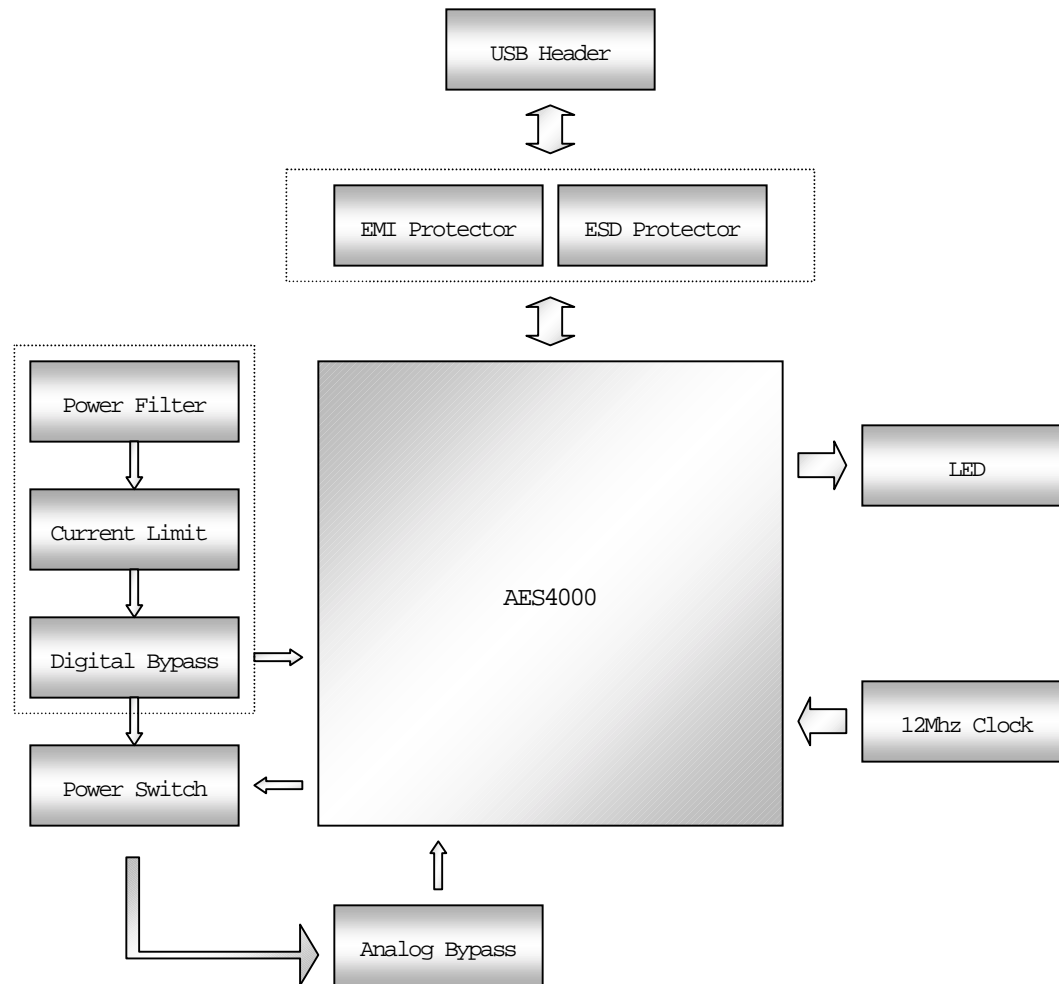 USB Header
EMI Protector
ESD Protector
Power Filter
Current Limit
Digital Bypass
Power Switch
AES4000
LED
12Mhz Clock
Analog Bypass